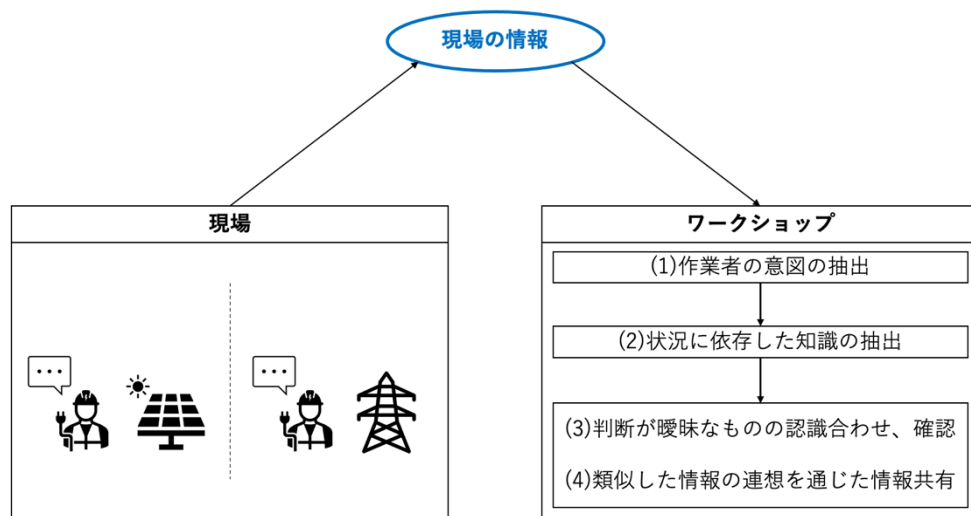 現場の情報
現場
ワークショップ
(1)作業者の意図の抽出
(2)状況に依存した知識の抽出
(3)判断が曖昧なものの認識合わせ、確認
(4)類似した情報の連想を通じた情報共有